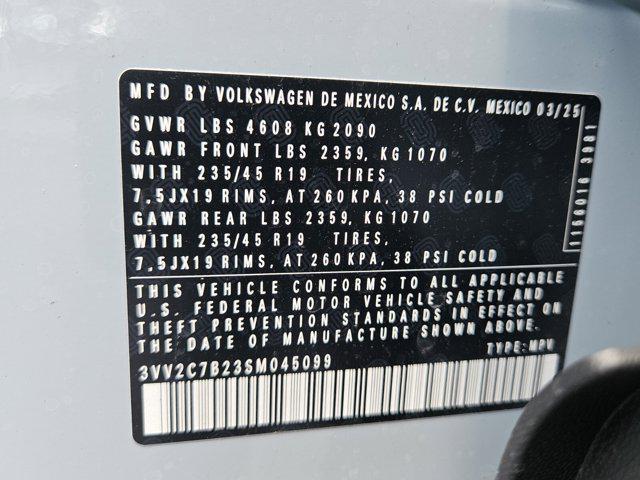 MFD BY VOLKSWAGEN DE MEXICO S.A. DE C.V. MEXICO 03/25
GVWR LBS 4608 KG 2090
GAWR FRONT LBS 2359, KG 1070
WITH 235/45 R19 TIRES,
7,5JX19 RIMS, AT 260 KPA, 38 PSI COLD
GAWR REAR LBS 2359, KG 1070
WITH 235/45 R19 TIRES,
7,5JX19 RIMS, AT 260 KPA, 38 PSI COLD
THIS VEHICLE CONFORMS TO ALL APPLICABLE
U.S. FEDERAL MOTOR VEHICLE SAFETY AND
THEFT PREVENTION STANDARDS IN EFFECT ON
THE DATE OF MANUFACTURE SHOWN ABOVE.
TYPE: MPV
3VV2C7B23SM045099
1166016 3981